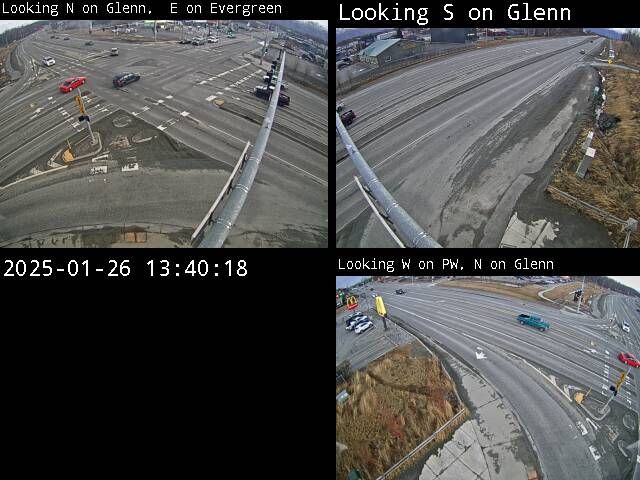 Looking N on Glenn,  E on Evergreen
Looking S on Glenn
2025-01-26 13:40:18
Looking W on PW, N on Glenn